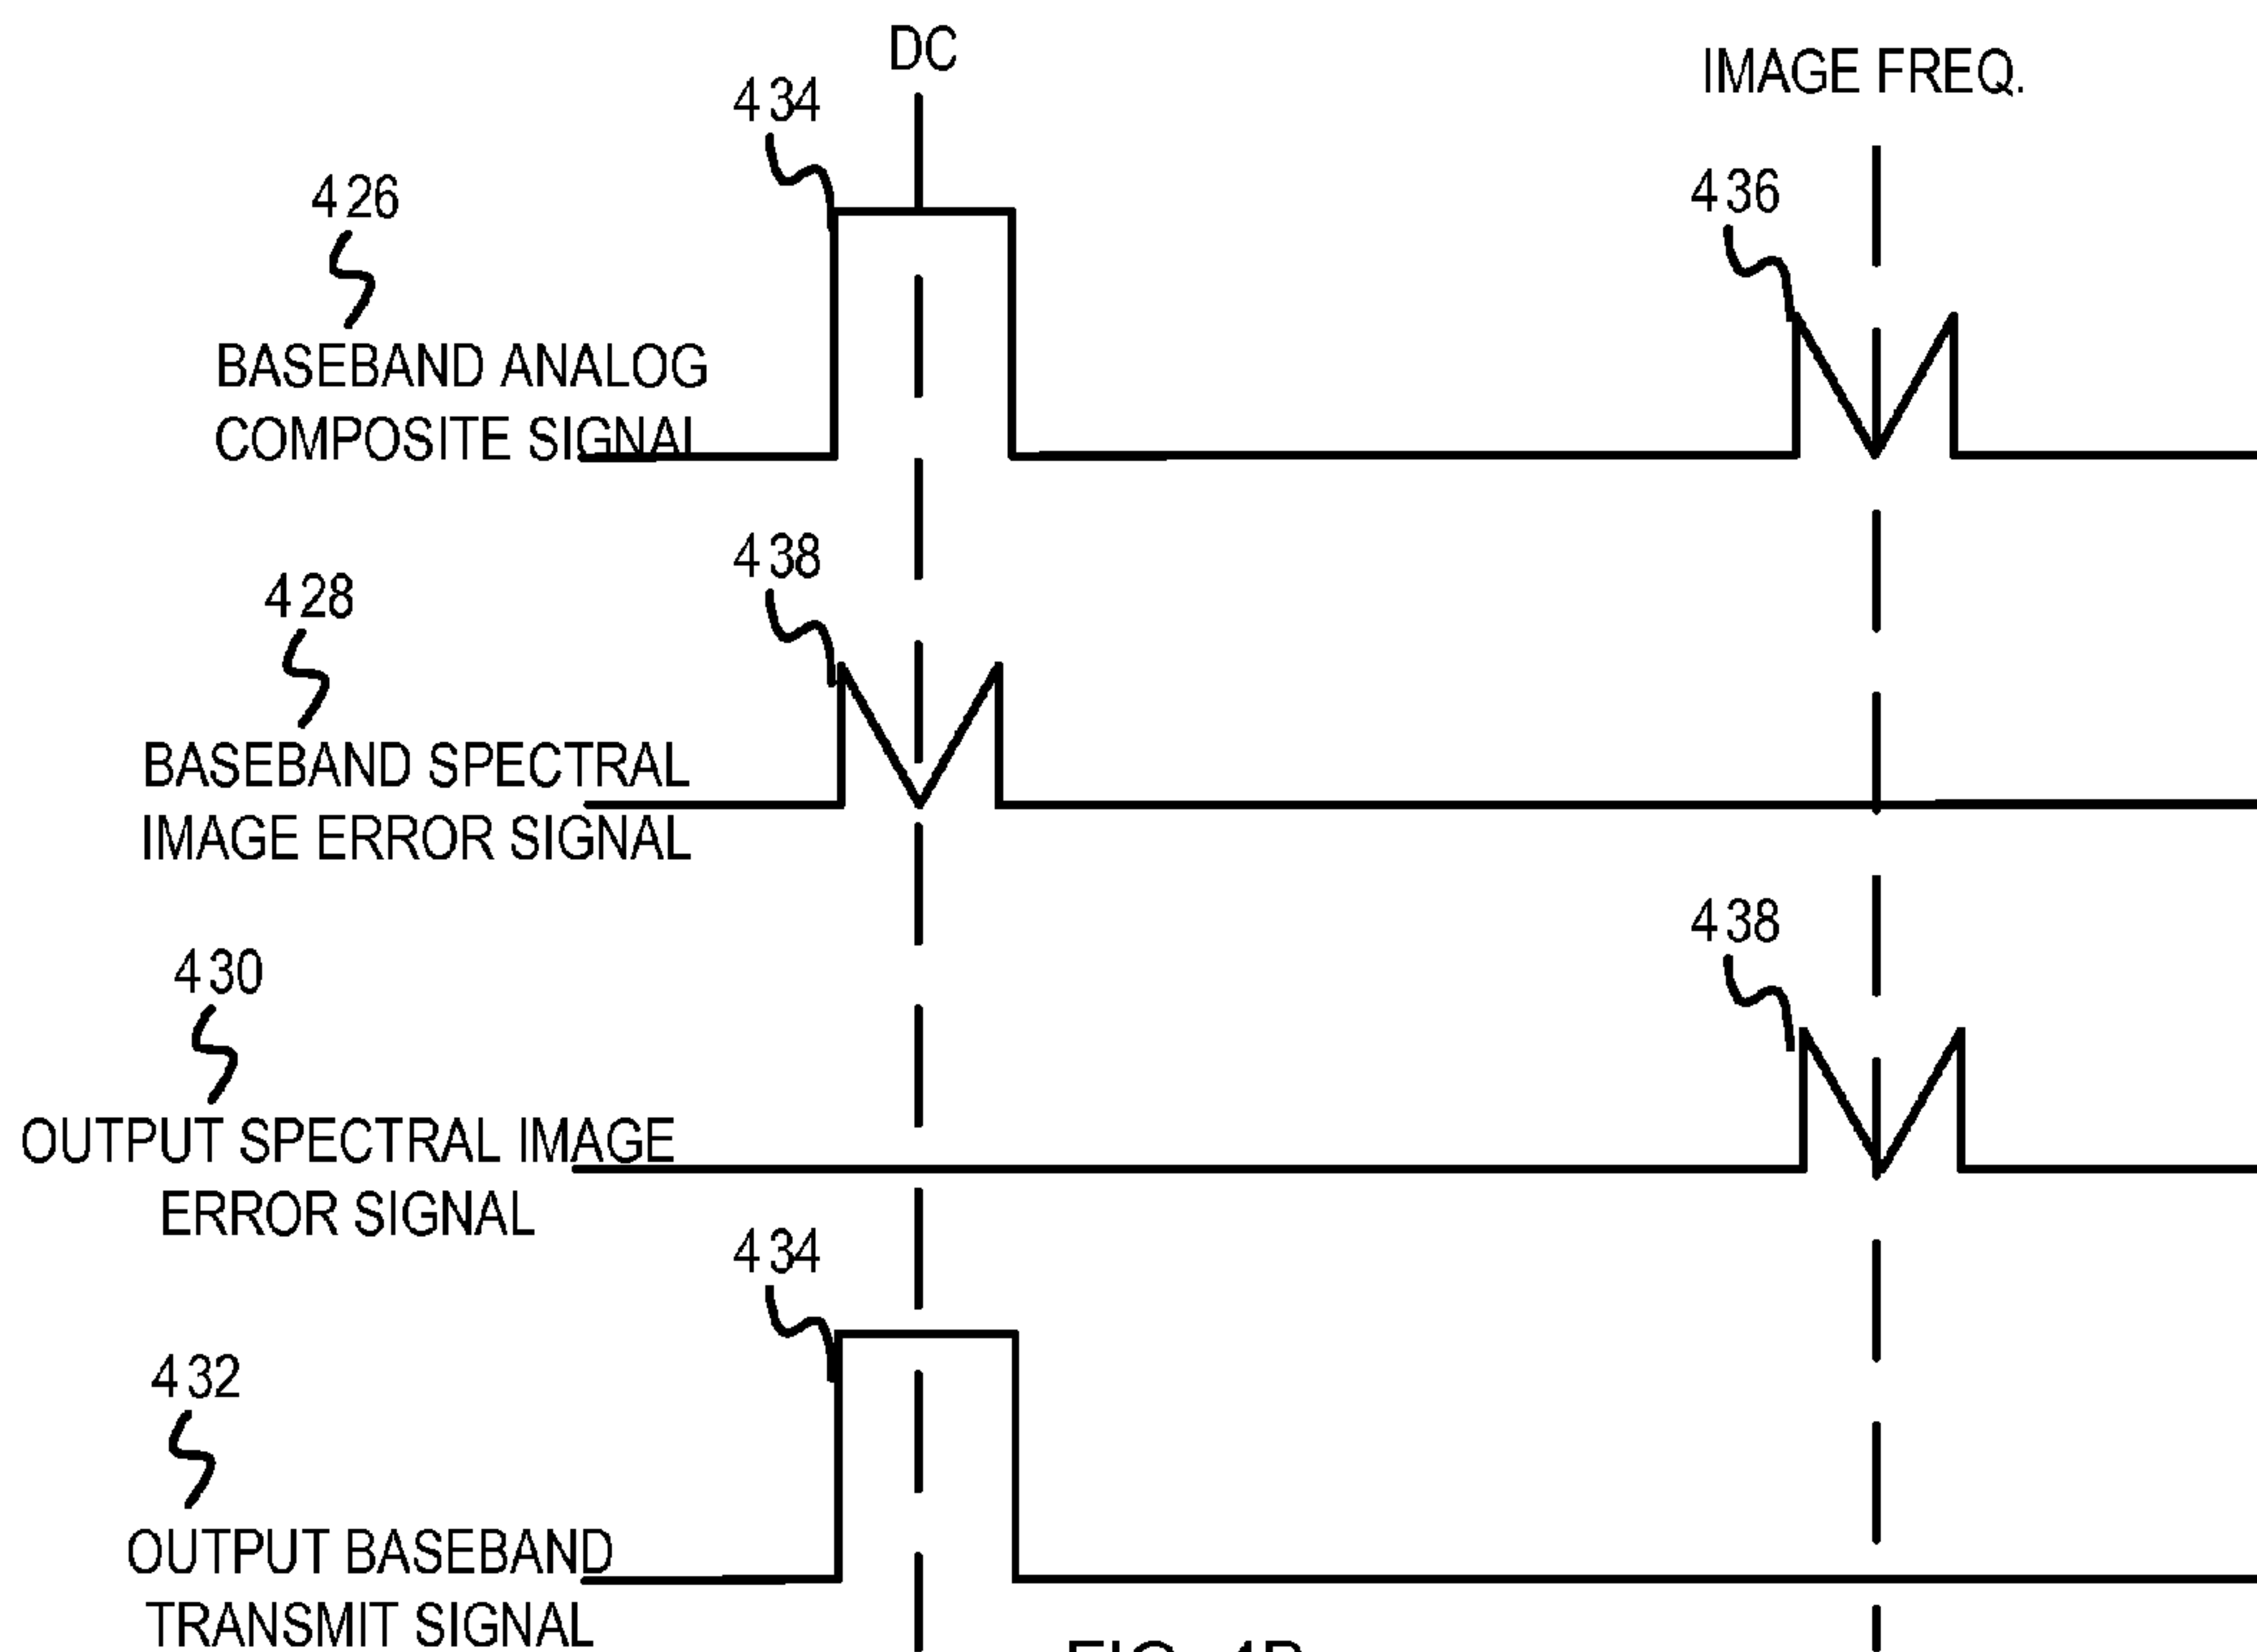 DC
IMAGE FREQ.
434
436
426
BASEBAND ANALOG
COMPOSITE SIGNAL
438
428
BASEBAND SPECTRAL
IMAGE ERROR SIGNAL
438
430
OUTPUT SPECTRAL IMAGE
ERROR SIGNAL
434
432
OUTPUT BASEBAND
TRANSMIT SIGNAL